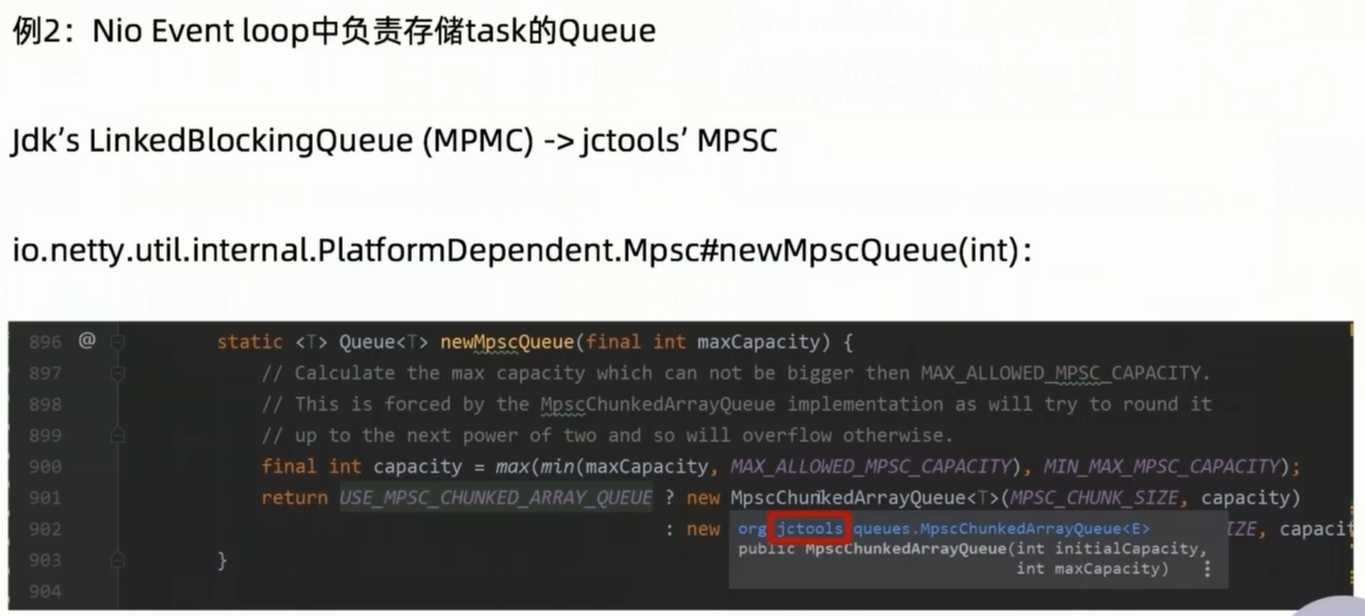 例2：Nio Event loop中负责存储task的Queue
Jdk’s LinkedBlockingQueue (MPMC) -> jctools’ MPSC
io.netty.util.internal.PlatformDependent.Mpsc#newMpscQueue(int)：
896 @ static <T> Queue<T> newMpscQueue(final int maxCapacity) {
897 // Calculate the max capacity which can not be bigger then MAX_ALLOWED_MPSC_CAPACITY.
898 // This is forced by the MpscChunkedArrayQueue implementation as will try to round it
899 // up to the next power of two and so will overflow otherwise.
900 final int capacity = max(min(maxCapacity, MAX_ALLOWED_MPSC_CAPACITY), MIN_MAX_MPSC_CAPACITY);
901 return USE_MPSC_CHUNKED_ARRAY_QUEUE ? new MpscChunkedArrayQueue<T>(MPSC_CHUNK_SIZE, capacity)
902 : new org jctools queues.MpscChunkedArrayQueue<E> IZE, capacit
public MpscChunkedArrayQueue(int initialCapacity,
903 }
int maxCapacity)
904